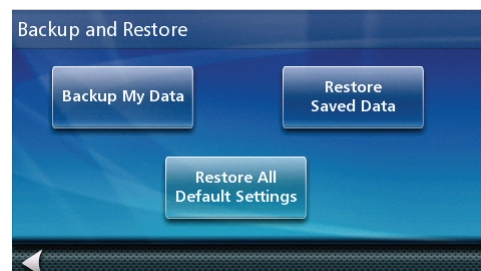 Backup and Restore
Backup My Data
Restore
Saved Data
Restore All
Default Settings